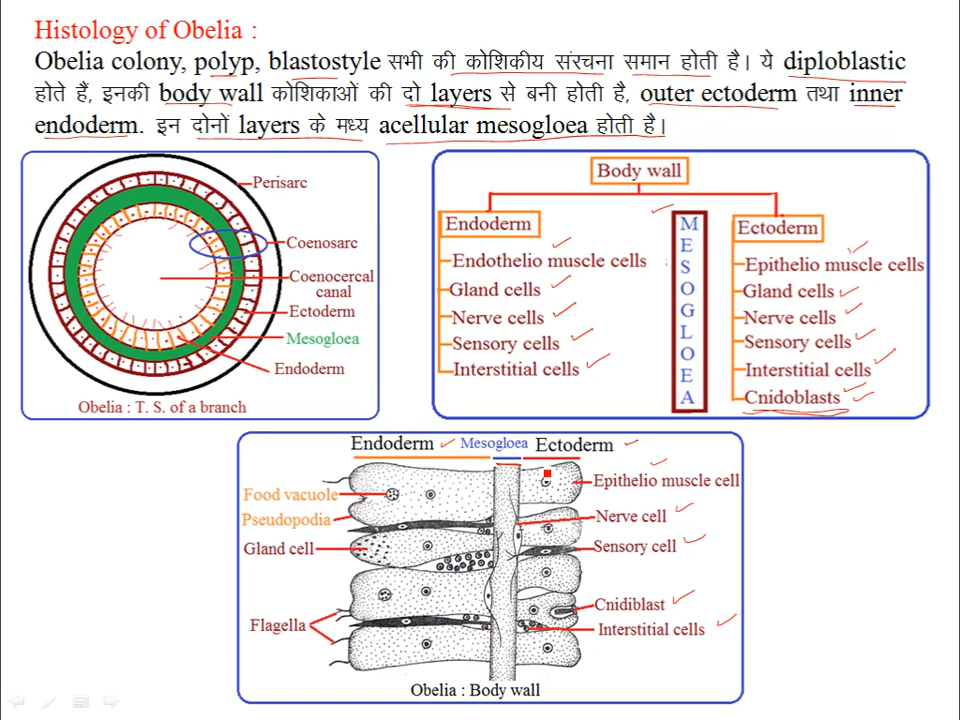 Histology of Obelia :
Obelia colony, polyp, blastostyle सभी की कोशिकीय संरचना समान होती है। ये diploblastic
होते हैं, इनकी body wall कोशिकाओं की दो layers से बनी होती है, outer ectoderm तथा inner
endoderm. इन दोनों layers के मध्य acellular mesogloea होती है।
Perisarc
Coenosarc
Coenocercal
canal
Ectoderm
Mesogloea
Endoderm
Obelia : T. S. of a branch
Body wall
Endoderm
Endothelio muscle cells
Gland cells
Nerve cells
Sensory cells
Interstitial cells
M
E
S
O
G
L
O
E
A
Ectoderm
Epithelio muscle cells
Gland cells
Nerve cells
Sensory cells
Interstitial cells
Cnidoblasts
Endoderm Mesogloea Ectoderm
Food vacuole
Pseudopodia
Gland cell
Flagella
Epithelio muscle cell
Nerve cell
Sensory cell
Cnidiblast
Interstitial cells
Obelia : Body wall